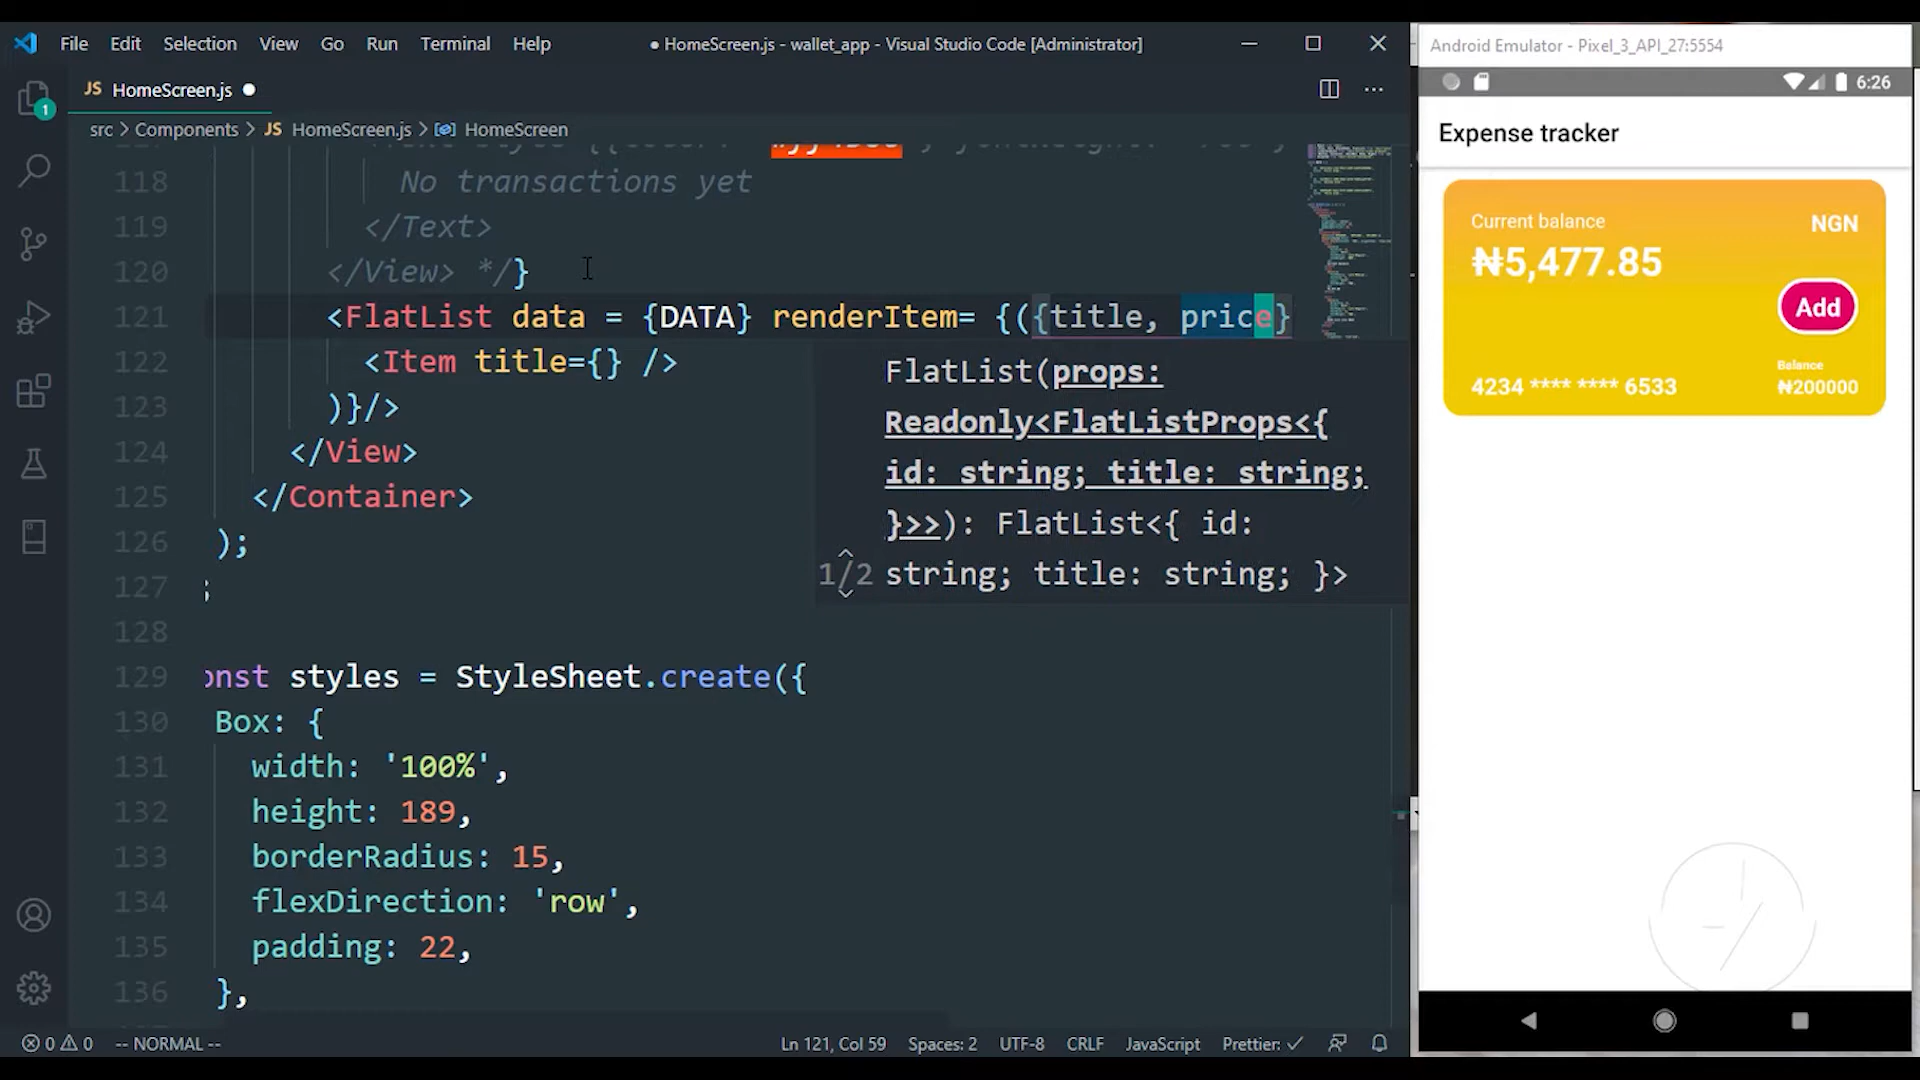 File Edit Selection View Go Run Terminal Help
● HomeScreen.js - wallet_app - Visual Studio Code [Administrator]
JS HomeScreen.js ●
src > Components > JS HomeScreen.js > HomeScreen
118 No transactions yet
119 </Text>
120 </View> */}
121 <FlatList data = {DATA} renderItem= {({title, price}
122 <Item title={} />
123 )}/>
124 </View>
125 </Container>
126 );
127 ;
128
129 onst styles = StyleSheet.create({
130 Box: {
131 width: '100%',
132 height: 189,
133 borderRadius: 15,
134 flexDirection: 'row',
135 padding: 22,
136 },
FlatList(props:
Readonly<FlatListProps<{
id: string; title: string;
}>>): FlatList<{ id:
1/2 string; title: string; }>
1
0 0 -- NORMAL --
Ln 121, Col 59 Spaces: 2 UTF-8 CRLF JavaScript Prettier: ✓
Android Emulator - Pixel_3_API_27:5554
6:26
Expense tracker
Current balance
NGN
₦5,477.85
Add
Balance
4234 **** **** 6533
₦200000